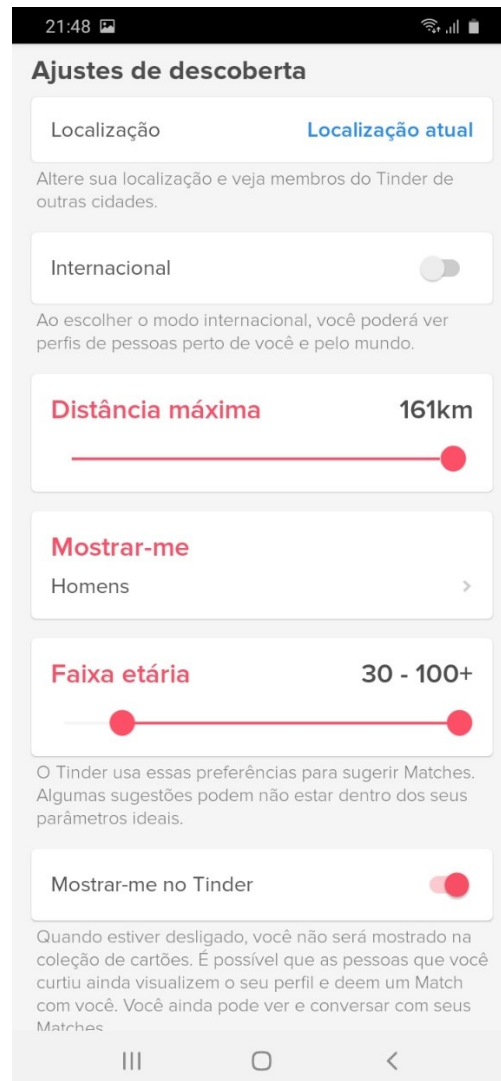 21:48
Ajustes de descoberta
Localização Localização atual
Altere sua localização e veja membros do Tinder de
outras cidades.
Internacional
Ao escolher o modo internacional, você poderá ver
perfis de pessoas perto de você e pelo mundo.
Distância máxima 161km
Mostrar-me
Homens
Faixa etária 30 - 100+
O Tinder usa essas preferências para sugerir Matches.
Algumas sugestões podem não estar dentro dos seus
parâmetros ideais.
Mostrar-me no Tinder
Quando estiver desligado, você não será mostrado na
coleção de cartões. É possível que as pessoas que você
curtiu ainda visualizem o seu perfil e deem um Match
com você. Você ainda pode ver e conversar com seus
Matches